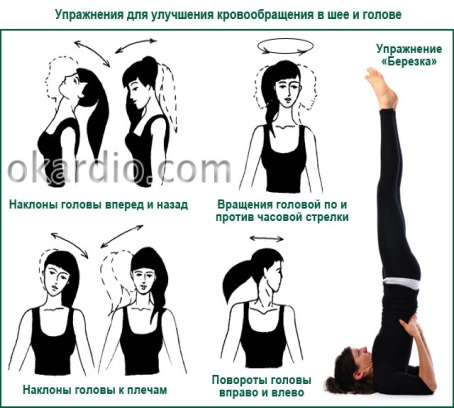 Упражнения для улучшения кровообращения в шее и голове
Упражнение
«Березка»
okardio.com
Наклоны головы вперед и назад
Вращения головой по и
против часовой стрелки
Наклоны головы к плечам
Повороты головы
вправо и влево